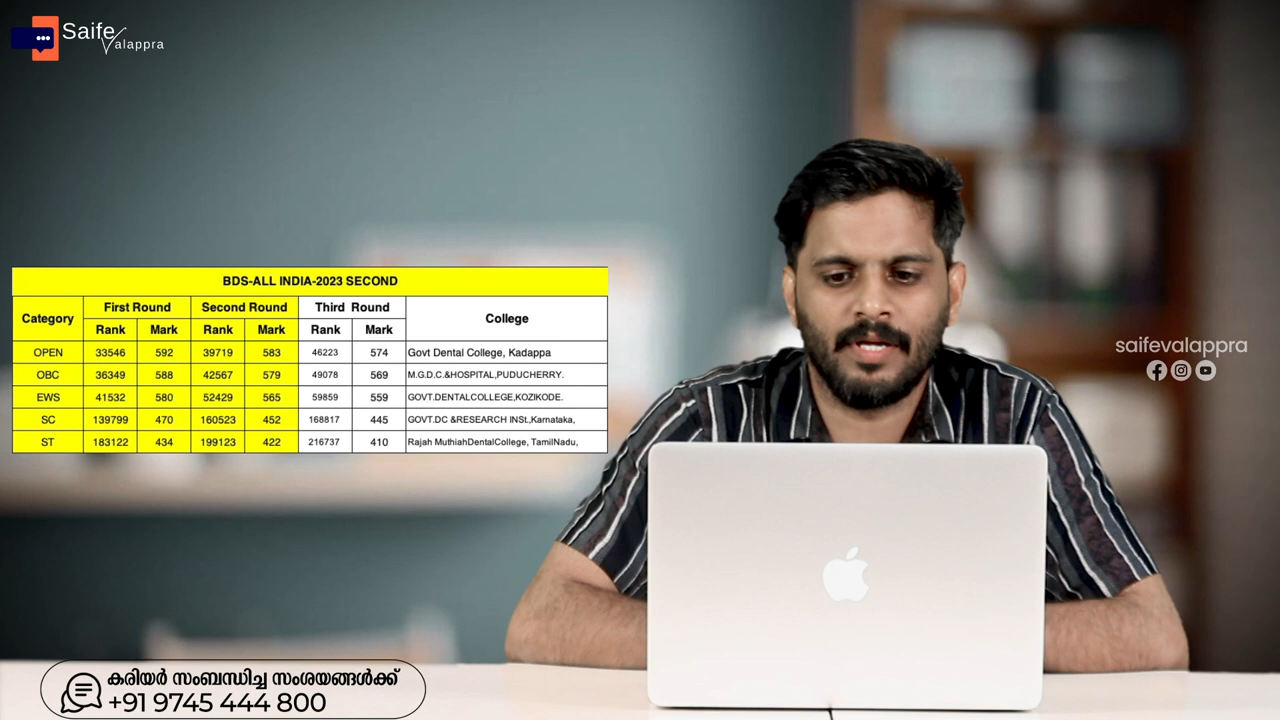 Saife
Valappra
BDS-ALL INDIA-2023 SECOND
Category First Round Second Round Third Round College
Rank Mark Rank Mark Rank Mark
OPEN 33546 592 39719 583 46223 574 Govt Dental College, Kadappa
OBC 36349 588 42567 579 49078 569 M.G.D.C.&HOSPITAL,PUDUCHERRY.
EWS 41532 580 52429 565 59859 559 GOVT.DENTALCOLLEGE,KOZIKODE.
SC 139799 470 160523 452 168817 445 GOVT.DC &RESEARCH INSt.,Karnataka,
ST 183122 434 199123 422 216737 410 Rajah MuthiahDentalCollege, TamilNadu,
saifevalappra
കരിയർ സംബന്ധിച്ച സംശയങ്ങൾക്ക്
+91 9745 444 800